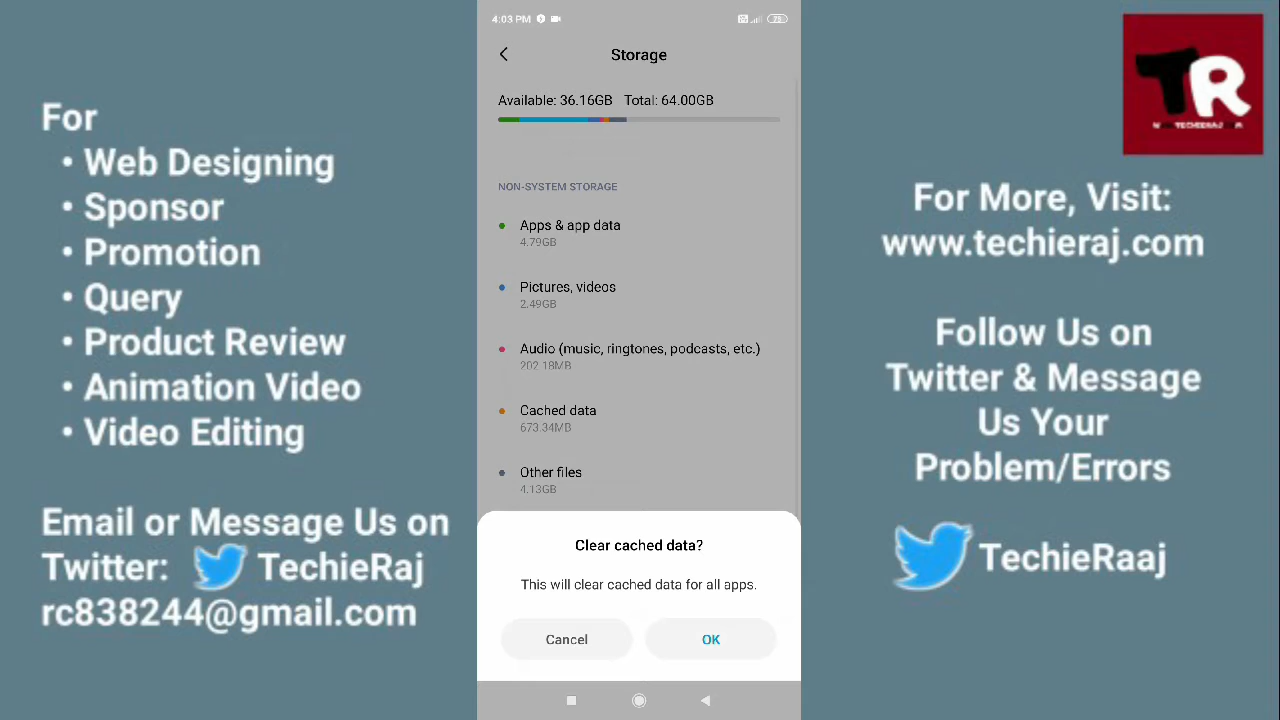 For
• Web Designing
• Sponsor
• Promotion
• Query
• Product Review
• Animation Video
• Video Editing
Email or Message Us on
Twitter: TechieRaj
rc838244@gmail.com
4:03 PM
Storage
Available: 36.16GB Total: 64.00GB
NON-SYSTEM STORAGE
Apps & app data
4.79GB
Pictures, videos
2.49GB
Audio (music, ringtones, podcasts, etc.)
202.18MB
Cached data
673.34MB
Other files
4.13GB
Clear cached data?
This will clear cached data for all apps.
Cancel
OK
TR
For More, Visit:
www.techieraj.com
Follow Us on
Twitter & Message
Us Your
Problem/Errors
TechieRaaj